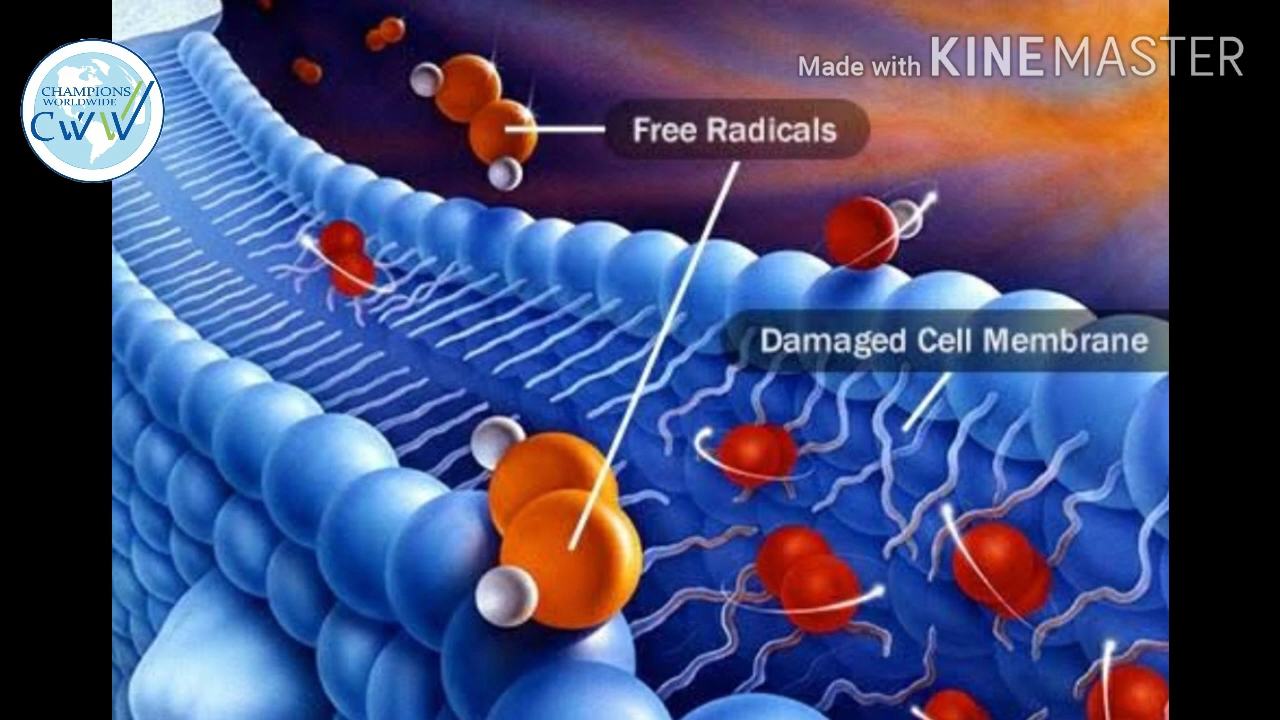 CHAMPIONS
WORLDWIDE
CWW
Made with KINEMASTER
Free Radicals
Damaged Cell Membrane